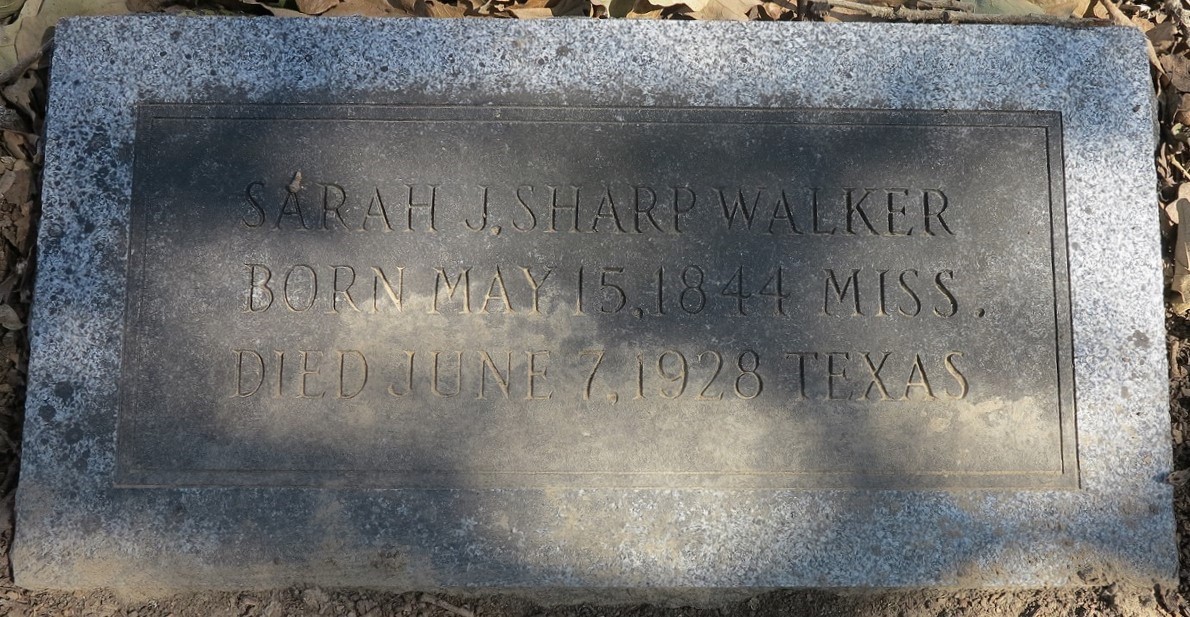 SARAH J. SHARP WALKER
BORN MAY 15, 1844 MISS.
DIED JUNE 7, 1928 TEXAS